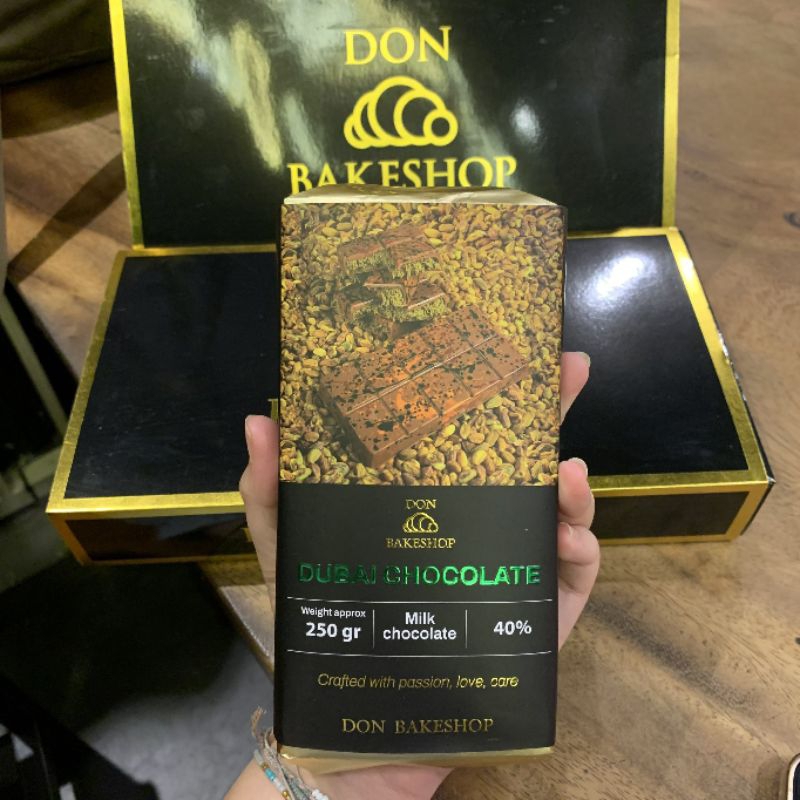 DON
BAKESHOP
DON
BAKESHOP
DUBAI CHOCOLATE
Weight approx
250 gr
Milk
chocolate
40%
Crafted with passion, love, care
DON BAKESHOP